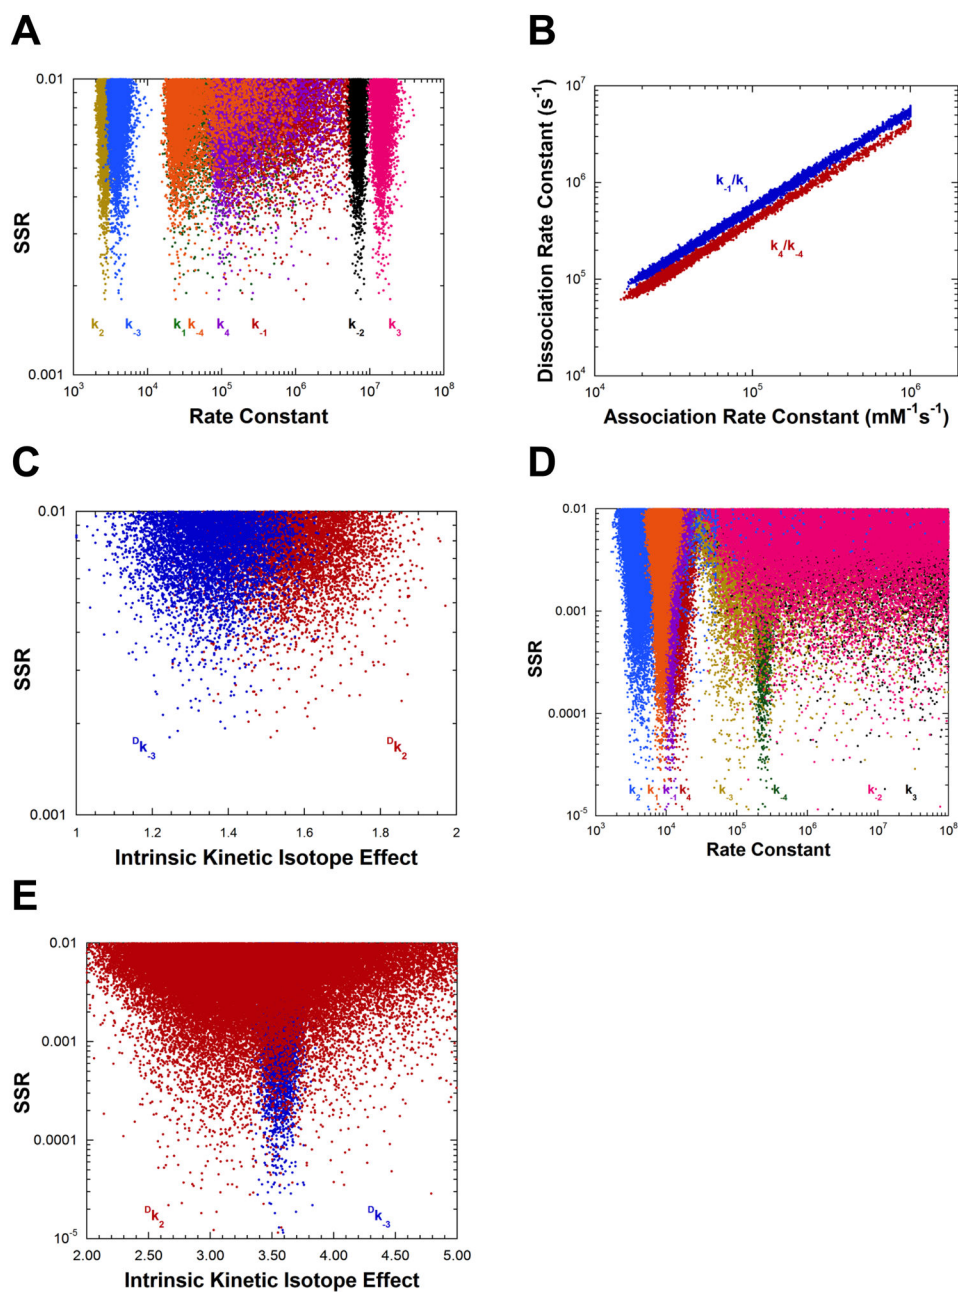 A
0.01
SSR
0.001
k₂ k₋₃ k₁ k₋₄ k₄ k₋₁ k₋₂ k₃
10³ 10⁴ 10⁵ 10⁶ 10⁷ 10⁸
Rate Constant
B
Dissociation Rate Constant (s⁻¹)
10⁷
10⁶
10⁵
10⁴
k₋₁/k₁
k₄/k₋₄
10⁴ 10⁵ 10⁶
Association Rate Constant (mM⁻¹s⁻¹)
C
0.01
SSR
0.001
ᴰk₋₃ ᴰk₂
1 1.2 1.4 1.6 1.8 2
Intrinsic Kinetic Isotope Effect
D
0.01
0.001
SSR
0.0001
10⁻⁵
k₂ k₁ k₋₁ k₄ k₋₃ k₋₄ k₋₂ k₃
10³ 10⁴ 10⁵ 10⁶ 10⁷ 10⁸
Rate Constant
E
0.01
0.001
SSR
0.0001
10⁻⁵
ᴰk₂ ᴰk₋₃
2.00 2.50 3.00 3.50 4.00 4.50 5.00
Intrinsic Kinetic Isotope Effect